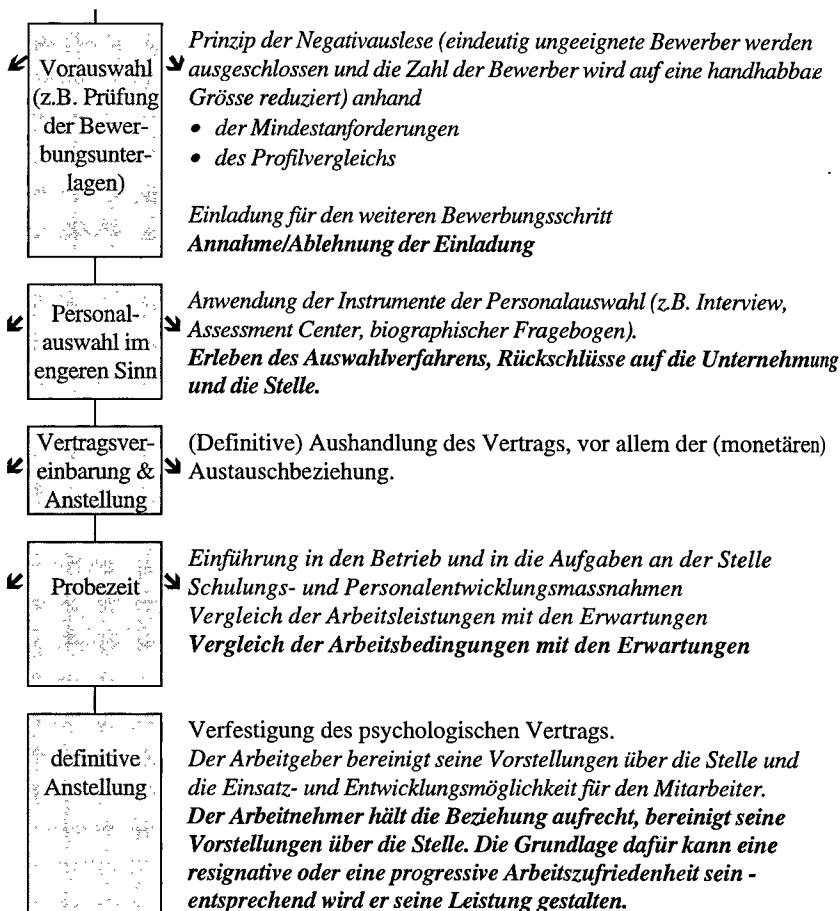 Vorauswahl
(z.B. Prüfung
der Bewer-
bungsunter-
lagen)
Prinzip der Negativauslese (eindeutig ungeeignete Bewerber werden
ausgeschlossen und die Zahl der Bewerber wird auf eine handhabbare
Grösse reduziert) anhand
• der Mindestanforderungen
• des Profilvergleichs
Einladung für den weiteren Bewerbungsschritt
Annahme/Ablehnung der Einladung
Personal-
auswahl im
engeren Sinn
Anwendung der Instrumente der Personalauswahl (z.B. Interview,
Assessment Center, biographischer Fragebogen).
Erleben des Auswahlverfahrens, Rückschlüsse auf die Unternehmung
und die Stelle.
Vertragsver-
einbarung &
Anstellung
(Definitive) Aushandlung des Vertrags, vor allem der (monetären)
Austauschbeziehung.
Probezeit
Einführung in den Betrieb und in die Aufgaben an der Stelle
Schulungs- und Personalentwicklungsmassnahmen
Vergleich der Arbeitsleistungen mit den Erwartungen
Vergleich der Arbeitsbedingungen mit den Erwartungen
definitive
Anstellung
Verfestigung des psychologischen Vertrags.
Der Arbeitgeber bereinigt seine Vorstellungen über die Stelle und
die Einsatz- und Entwicklungsmöglichkeit für den Mitarbeiter.
Der Arbeitnehmer hält die Beziehung aufrecht, bereinigt seine
Vorstellungen über die Stelle. Die Grundlage dafür kann eine
resignative oder eine progressive Arbeitszufriedenheit sein -
entsprechend wird er seine Leistung gestalten.